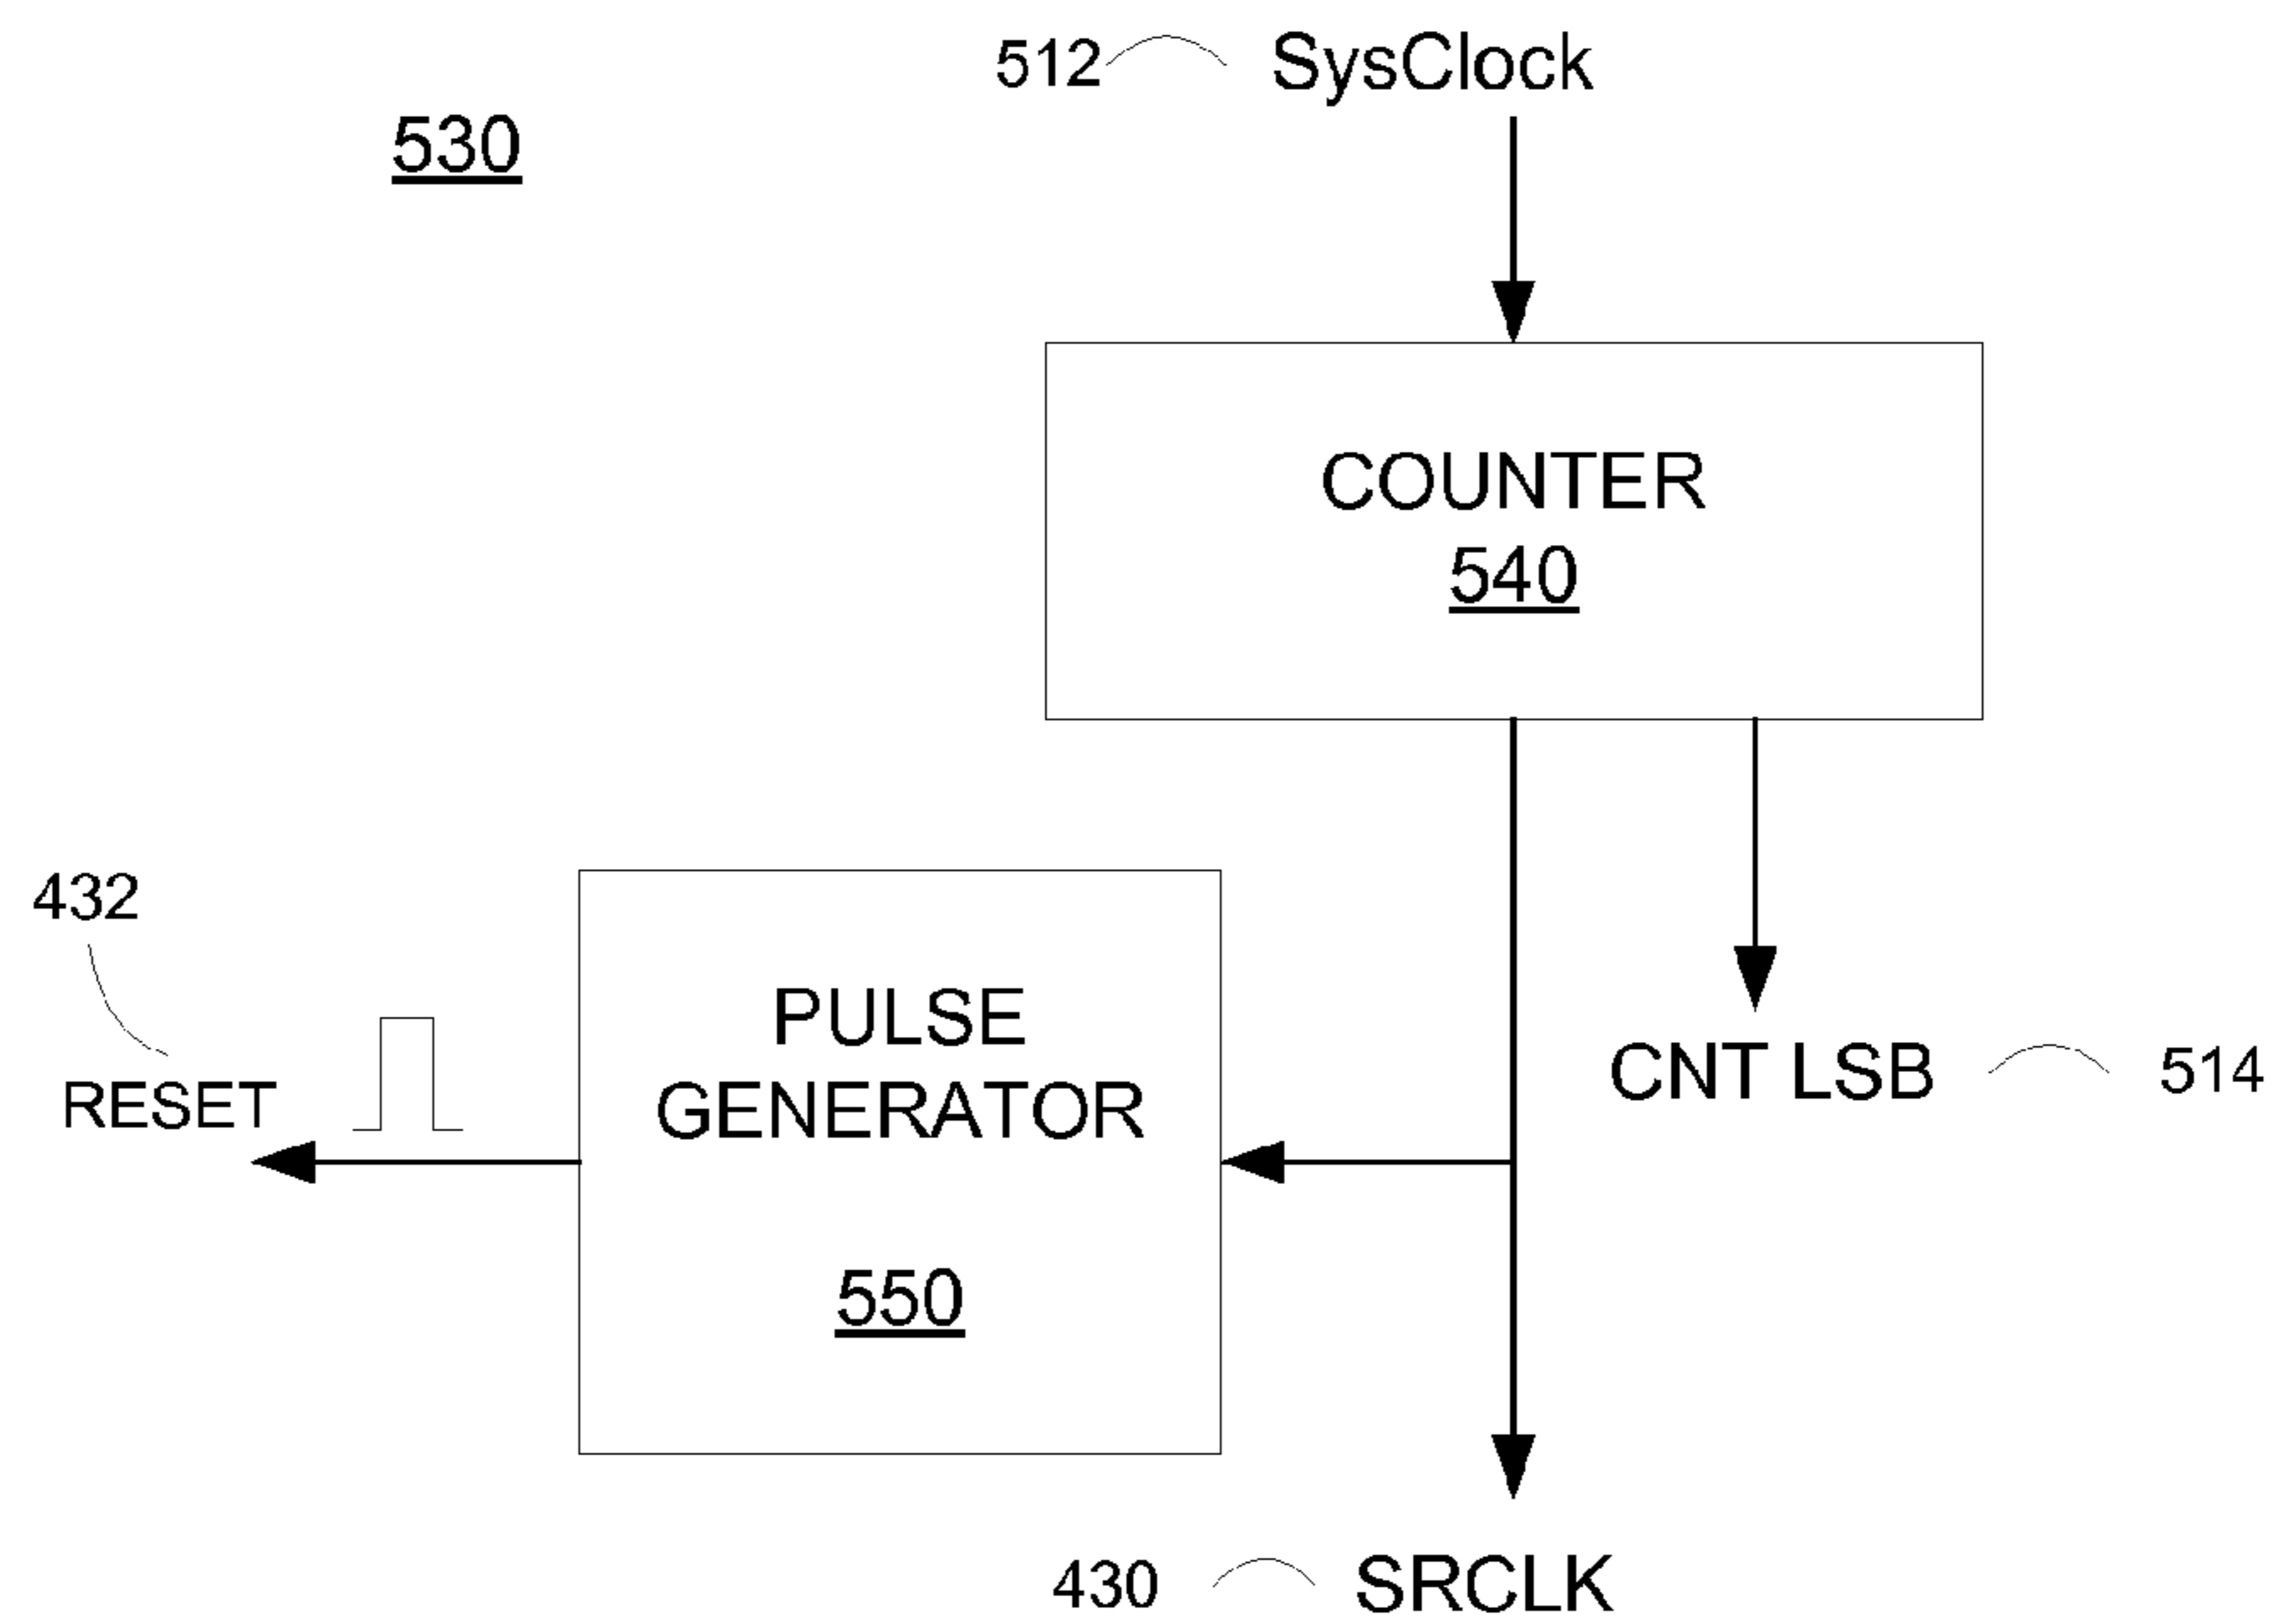 512 SysClock
530
COUNTER
540
432
PULSE
GENERATOR
RESET
CNT LSB 514
550
430 SRCLK